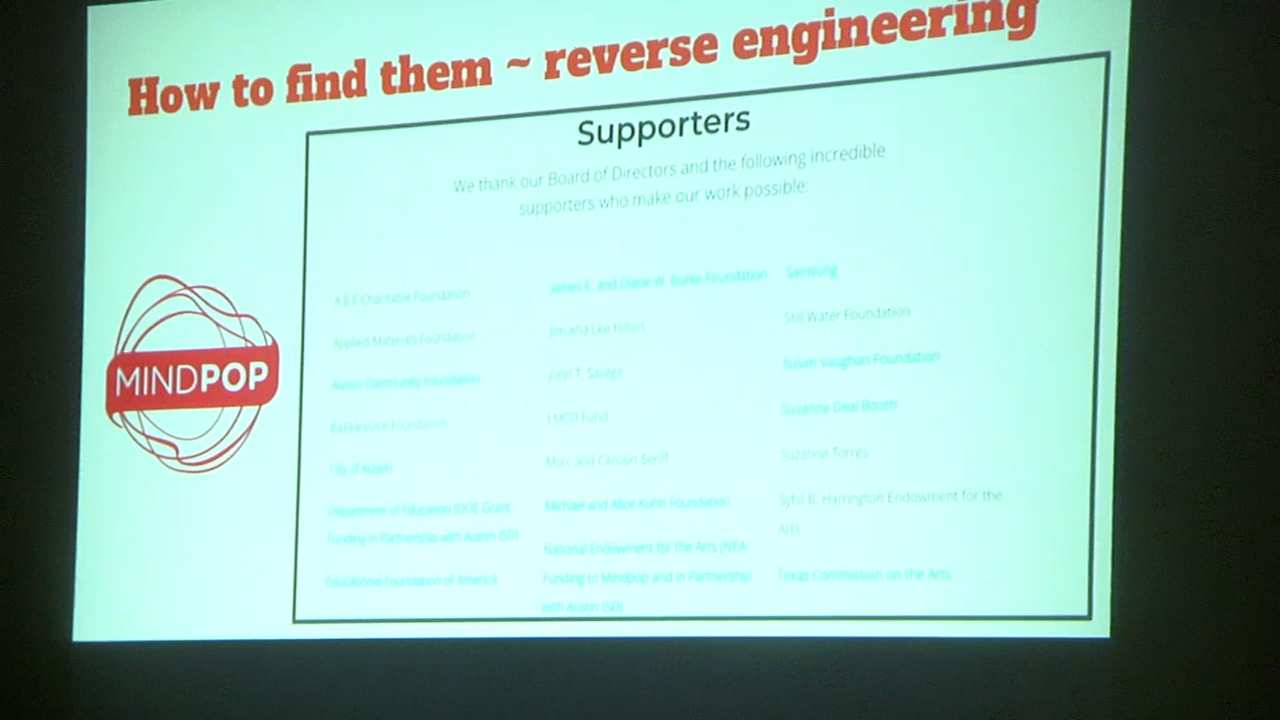 How to find them ~ reverse engineering
Supporters
We thank our Board of Directors and the following incredible
supporters who make our work possible:
MINDPOP
A.B.E Charitable Foundation
Applied Materials Foundation
Austin Community Foundation
Foundation
City of Austin
Department of Education (DOE Grant
Funding in Partnership with Austin ISD)
Educational Foundation of America
James E. and Diane W. Burke Foundation
Jim and Lee Hilton
John T. Savage
LMCD Fund
Marc and Carolyn Seriff
Michael and Alice Kuhn Foundation
National Endowment for the Arts (NEA
Funding to Mindpop and in Partnership
with Austin ISD)
Samsung
Still Water Foundation
Susan Vaughan Foundation
Suzanne Deal Booth
Suzanne Torres
Sybil B. Harrington Endowment for the
Arts
Texas Commission on the Arts